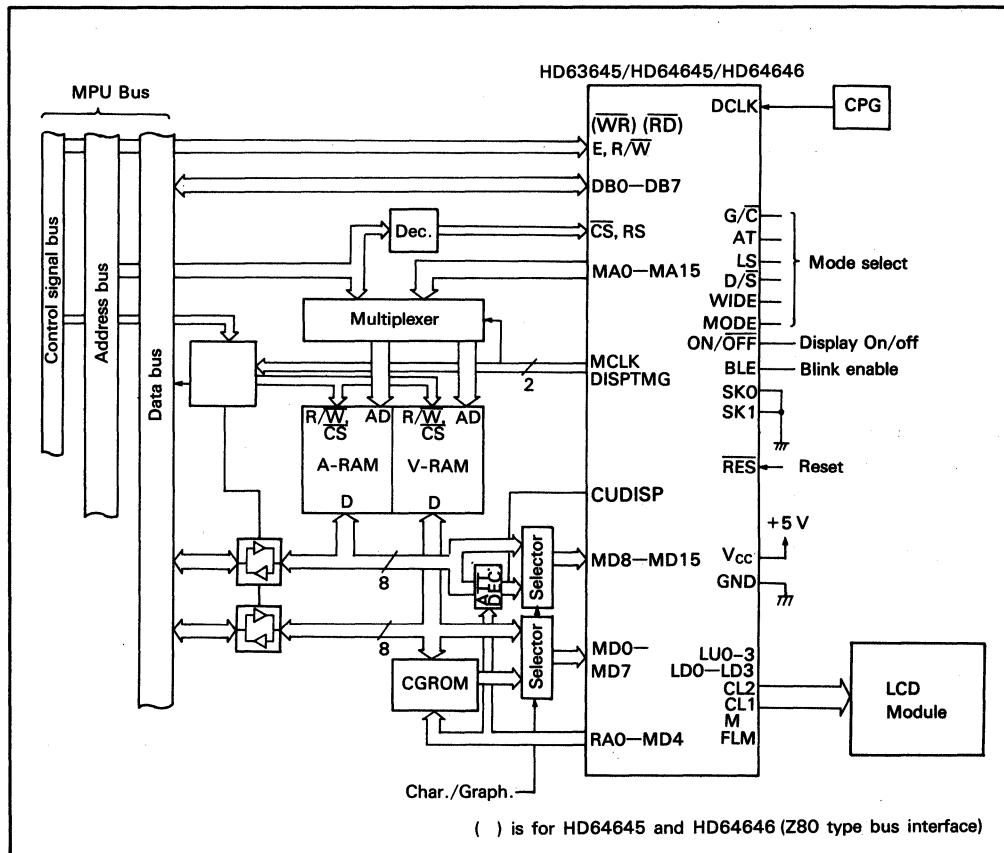 HD63645/HD64645/HD64646
MPU Bus
DCLK
CPG
(WR) (RD)
E, R/W
DB0—DB7
G/C
Dec.
CS, RS
AT
LS
Mode select
MA0—MA15
D/S
WIDE
Multiplexer
MODE
ON/OFF
Display On/off
MCLK
DISPTMG
2
BLE
Blink enable
SK0
SK1
Control signal bus
Address bus
Data bus
R/W,
CS
AD
R/W,
CS
AD
A-RAM
V-RAM
D
D
RES
Reset
CUDISP
+5 V
8
ATT.
DEC.
Selector
MD8—MD15
VCC
GND
8
Selector
MD0—
MD7
CGROM
LU0-3
LD0—LD3
CL2
CL1
M
FLM
LCD
Module
RA0—MD4
Char./Graph.
( ) is for HD64645 and HD64646 (Z80 type bus interface)